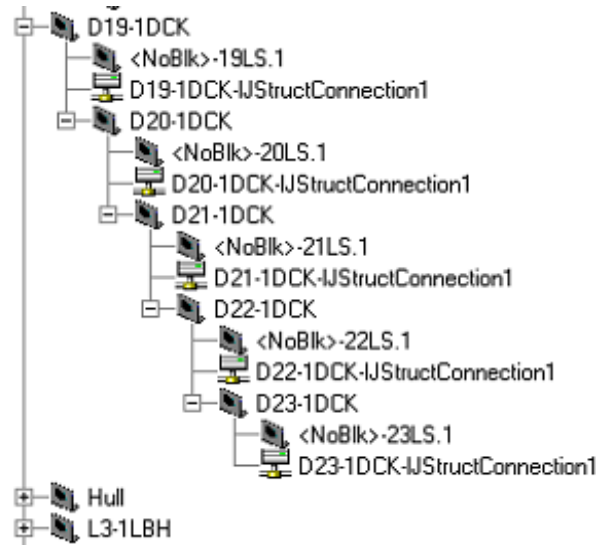 D19-1DCK
<NoBlk>-19LS.1
D19-1DCK-IJStructConnection1
D20-1DCK
<NoBlk>-20LS.1
D20-1DCK-IJStructConnection1
D21-1DCK
<NoBlk>-21LS.1
D21-1DCK-IJStructConnection1
D22-1DCK
<NoBlk>-22LS.1
D22-1DCK-IJStructConnection1
D23-1DCK
<NoBlk>-23LS.1
D23-1DCK-IJStructConnection1
Hull
L3-1LBH